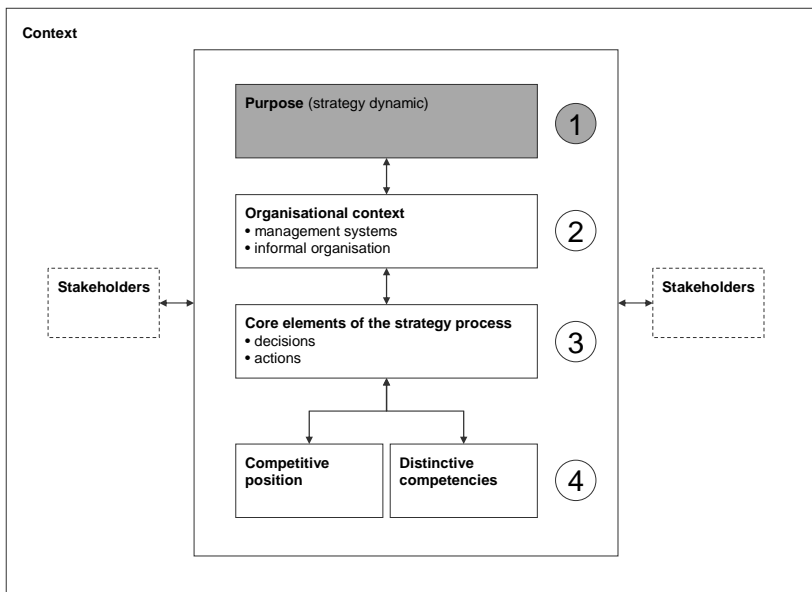 Context
Purpose (strategy dynamic)
1
Organisational context
• management systems
• informal organisation
2
Stakeholders
Stakeholders
Core elements of the strategy process
• decisions
• actions
3
Competitive
position
Distinctive
competencies
4